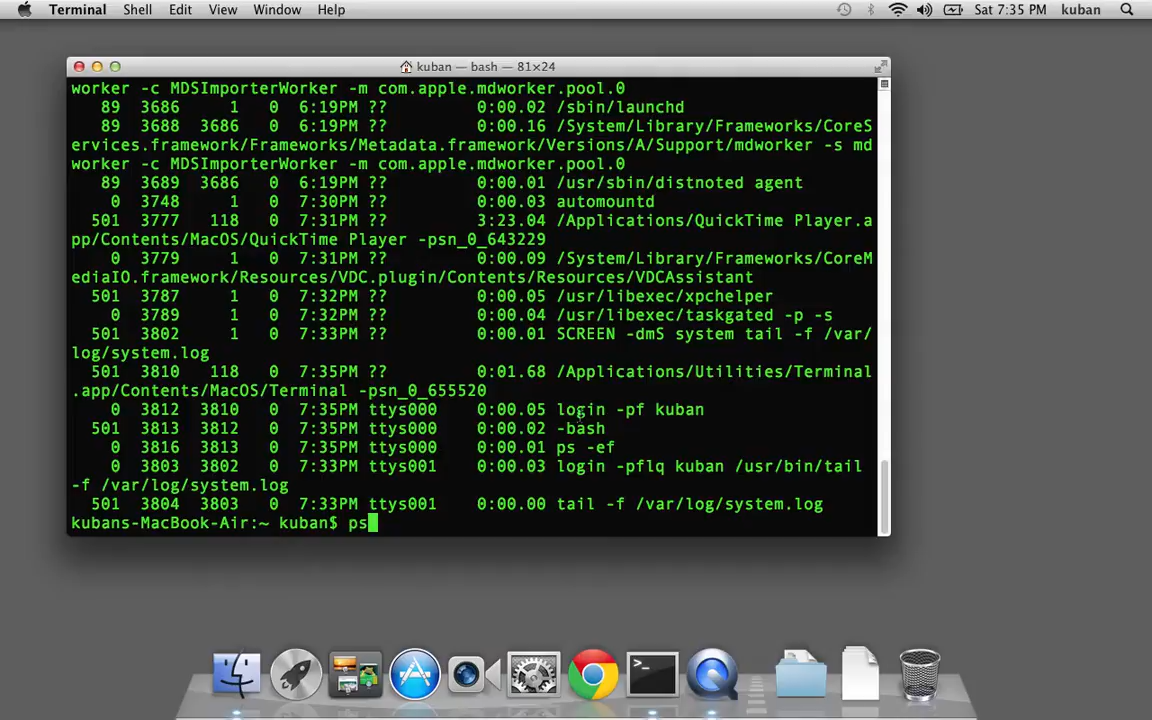 Terminal Shell Edit View Window Help Sat 7:35 PM kuban
kuban — bash — 81×24
worker -c MDSImporterWorker -m com.apple.mdworker.pool.0
89 3686 1 0 6:19PM ?? 0:00.02 /sbin/launchd
89 3688 3686 0 6:19PM ?? 0:00.16 /System/Library/Frameworks/CoreS
ervices.framework/Frameworks/Metadata.framework/Versions/A/Support/mdworker -s md
worker -c MDSImporterWorker -m com.apple.mdworker.pool.0
89 3689 3686 0 6:19PM ?? 0:00.01 /usr/sbin/distnoted agent
0 3748 1 0 7:30PM ?? 0:00.03 automountd
501 3777 118 0 7:31PM ?? 3:23.04 /Applications/QuickTime Player.a
pp/Contents/MacOS/QuickTime Player -psn_0_643229
0 3779 1 0 7:31PM ?? 0:00.09 /System/Library/Frameworks/CoreM
ediaIO.framework/Resources/VDC.plugin/Contents/Resources/VDCAssistant
501 3787 1 0 7:32PM ?? 0:00.05 /usr/libexec/xpchelper
0 3789 1 0 7:32PM ?? 0:00.04 /usr/libexec/taskgated -p -s
501 3802 1 0 7:33PM ?? 0:00.01 SCREEN -dmS system tail -f /var/
log/system.log
501 3810 118 0 7:35PM ?? 0:01.68 /Applications/Utilities/Terminal
.app/Contents/MacOS/Terminal -psn_0_655520
0 3812 3810 0 7:35PM ttys000 0:00.05 login -pf kuban
501 3813 3812 0 7:35PM ttys000 0:00.02 -bash
0 3816 3813 0 7:35PM ttys000 0:00.01 ps -ef
0 3803 3802 0 7:33PM ttys001 0:00.03 login -pflq kuban /usr/bin/tail
-f /var/log/system.log
501 3804 3803 0 7:33PM ttys001 0:00.00 tail -f /var/log/system.log
kubans-MacBook-Air:~ kuban$ ps